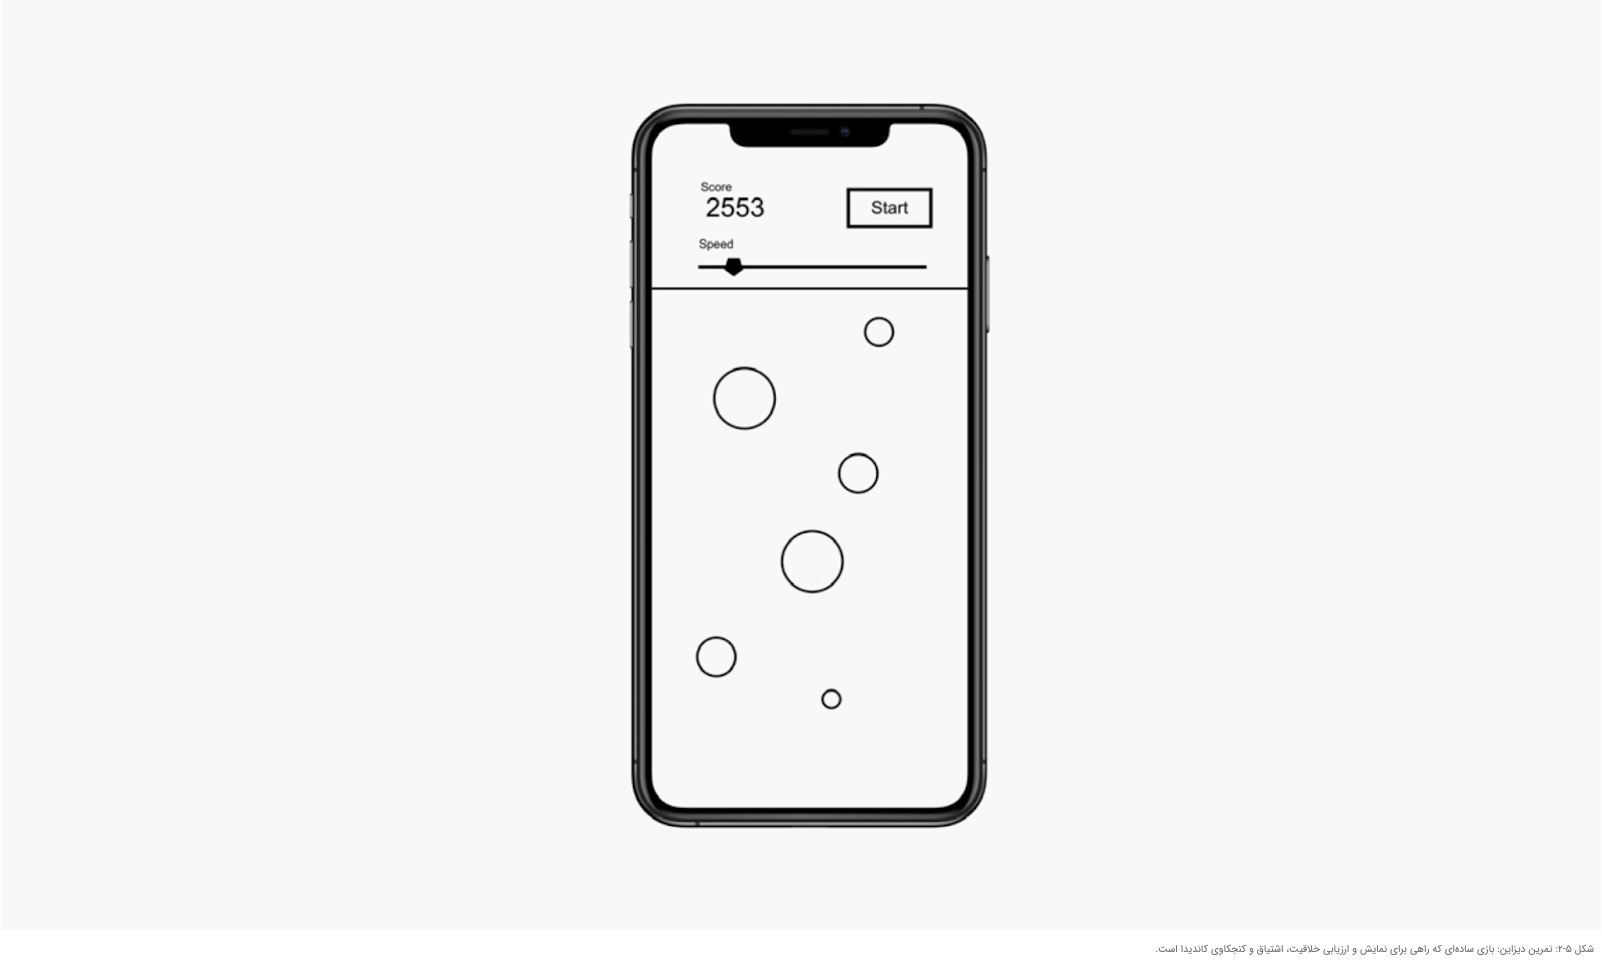 Score
2553
Start
Speed
شکل ۵-۲: تمرین دیزاین: بازی ساده‌ای که راهی برای نمایش و ارزیابی خلاقیت، اشتیاق و کنجکاوی کاندیدا است.